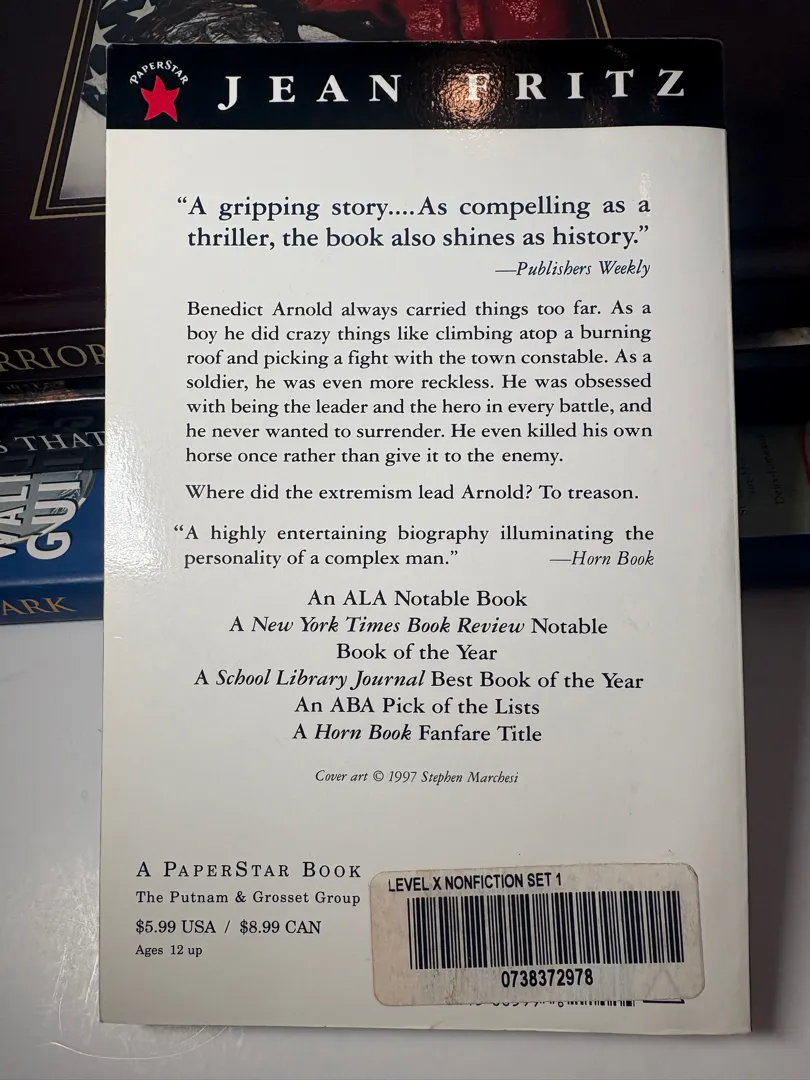 PAPERSTAR
JEAN FRITZ
“A gripping story....As compelling as a
thriller, the book also shines as history.”
—Publishers Weekly
Benedict Arnold always carried things too far. As a
boy he did crazy things like climbing atop a burning
roof and picking a fight with the town constable. As a
soldier, he was even more reckless. He was obsessed
with being the leader and the hero in every battle, and
he never wanted to surrender. He even killed his own
horse once rather than give it to the enemy.
Where did the extremism lead Arnold? To treason.
“A highly entertaining biography illuminating the
personality of a complex man.” —Horn Book
An ALA Notable Book
A New York Times Book Review Notable
Book of the Year
A School Library Journal Best Book of the Year
An ABA Pick of the Lists
A Horn Book Fanfare Title
Cover art © 1997 Stephen Marchesi
A PAPERSTAR BOOK
The Putnam & Grosset Group
$5.99 USA / $8.99 CAN
Ages 12 up
LEVEL X NONFICTION SET 1
0738372978
THAT
ARK